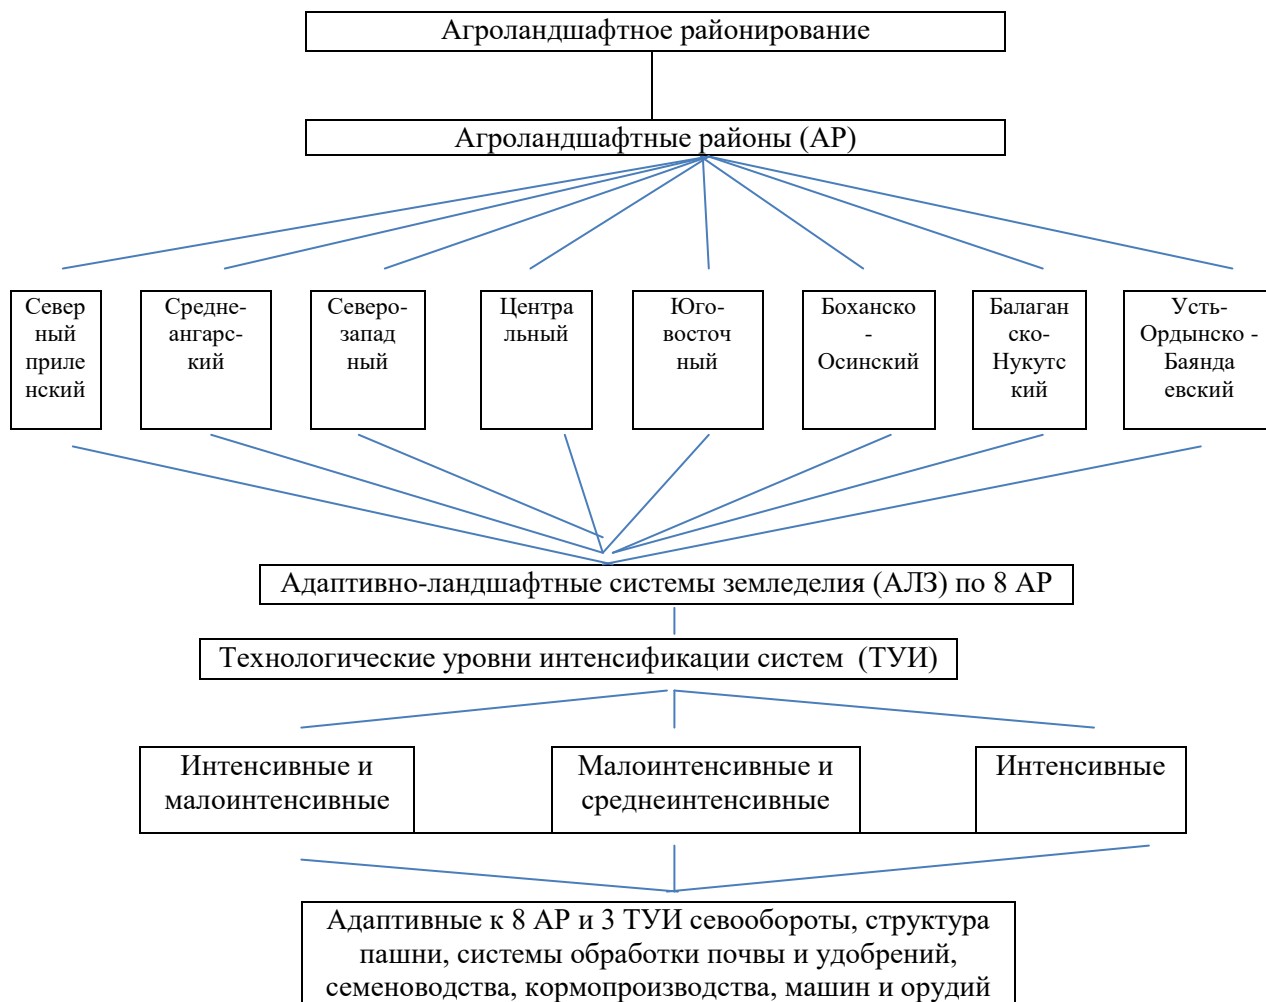 Агроландшафтное районирование
Агроландшафтные районы (АР)
Север
ный
приле
нский
Средне-
ангарс-
кий
Северо-
запад
ный
Центра
льный
Юго-
восточ
ный
Боханско
-
Осинский
Балаган
ско-
Нукутс
кий
Усть-
Ордынско -
Баянда
евский
Адаптивно-ландшафтные системы земледелия (АЛЗ) по 8 АР
Технологические уровни интенсификации систем  (ТУИ)
Интенсивные и
малоинтенсивные
Малоинтенсивные и
среднеинтенсивные
Интенсивные
Адаптивные к 8 АР и 3 ТУИ севообороты, структура
пашни, системы обработки почвы и удобрений,
семеноводства, кормопроизводства, машин и орудий